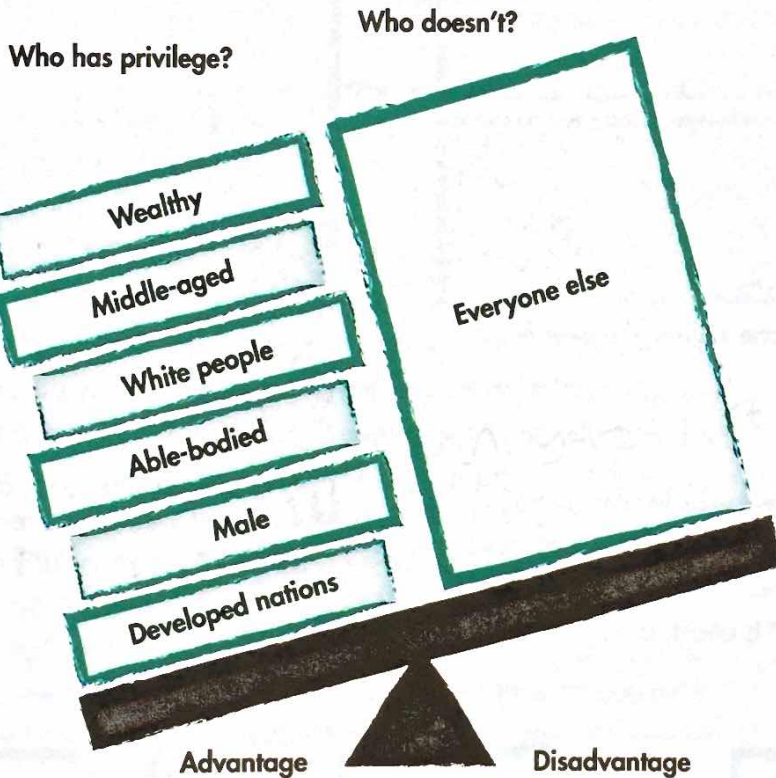 Who has privilege?
Who doesn't?
Wealthy
Middle-aged
White people
Able-bodied
Male
Developed nations
Everyone else
Advantage
Disadvantage